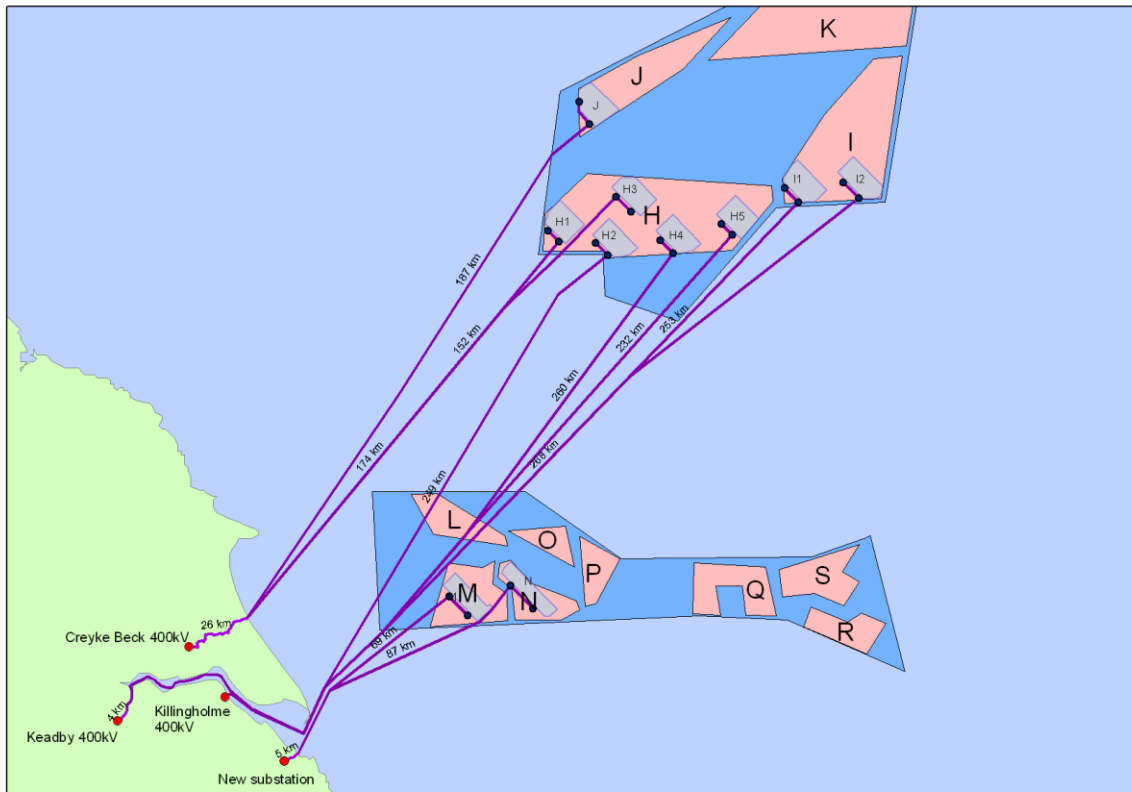 K
J
J
I
I1
I2
H3
H
H1
H2
H4
H5
187 km
152 km
253 km
232 km
260 km
174 km
268 km
249 km
L
O
P
M
N
N
Q
S
R
69 km
87 km
26 km
Creyke Beck 400kV
4 km
Killingholme
400kV
Keadby 400kV
5 km
New substation